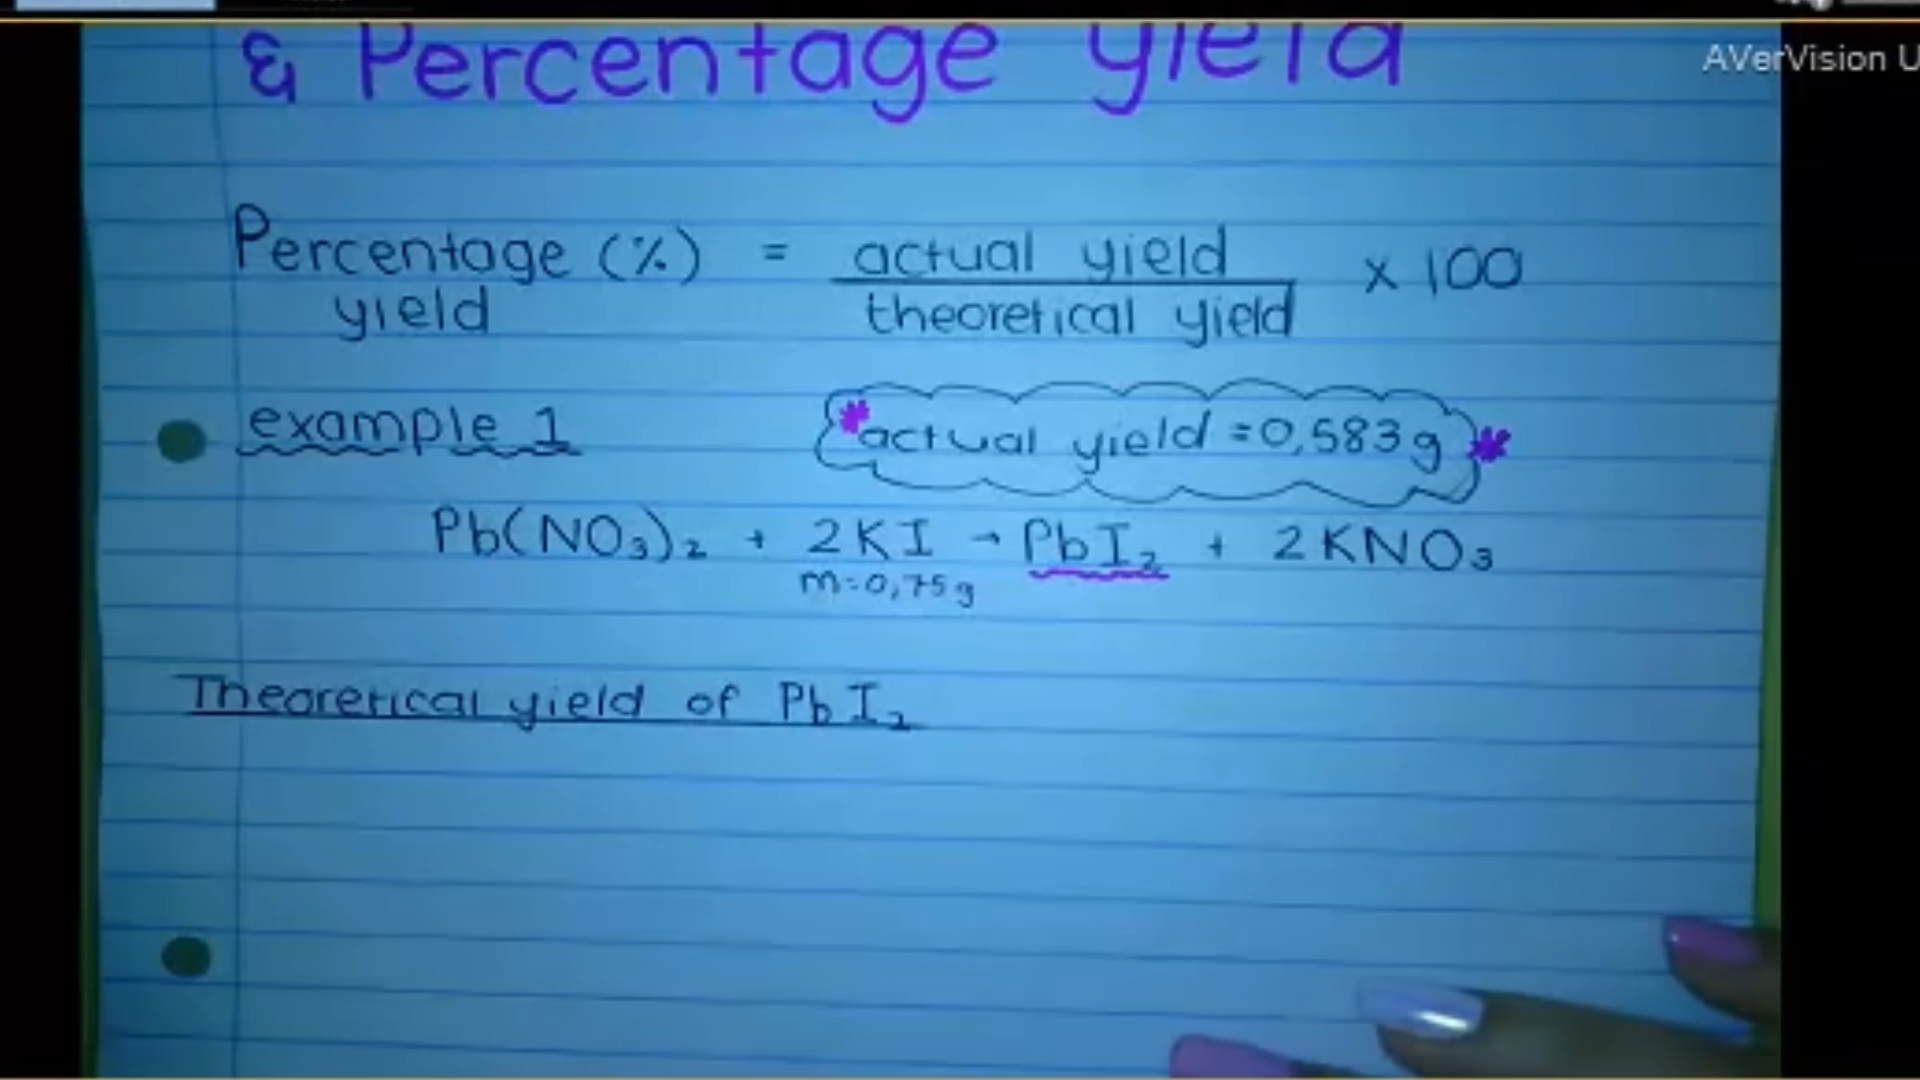 & Percentage yield
AVerVision U
Percentage (%) = actual yield x 100
yield theoretical yield
example 1
*actual yield = 0,583g*
Pb(NO₃)₂ + 2KI → PbI₂ + 2KNO₃
m=0,75g
Theoretical yield of PbI₂